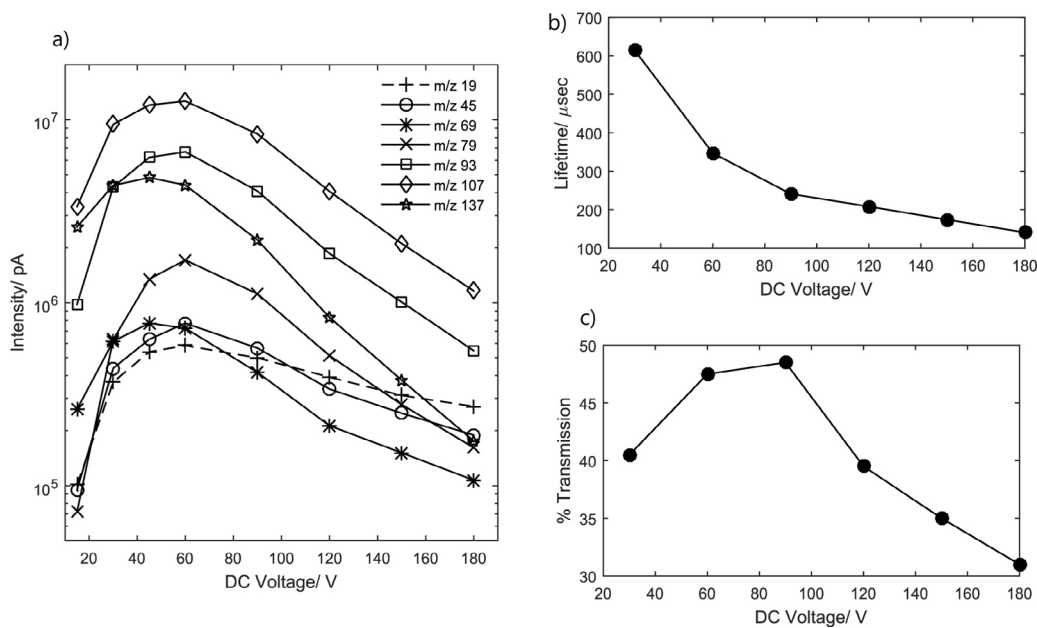 a)
m/z 19
m/z 45
m/z 69
m/z 79
m/z 93
m/z 107
m/z 137
10^7
10^6
10^5
Intensity/ pA
20 40 60 80 100 120 140 160 180
DC Voltage/ V
b)
700
600
500
400
300
200
100
Lifetime/ μsec
20 40 60 80 100 120 140 160 180
DC Voltage/ V
c)
50
45
40
35
30
% Transmission
20 40 60 80 100 120 140 160 180
DC Voltage/ V